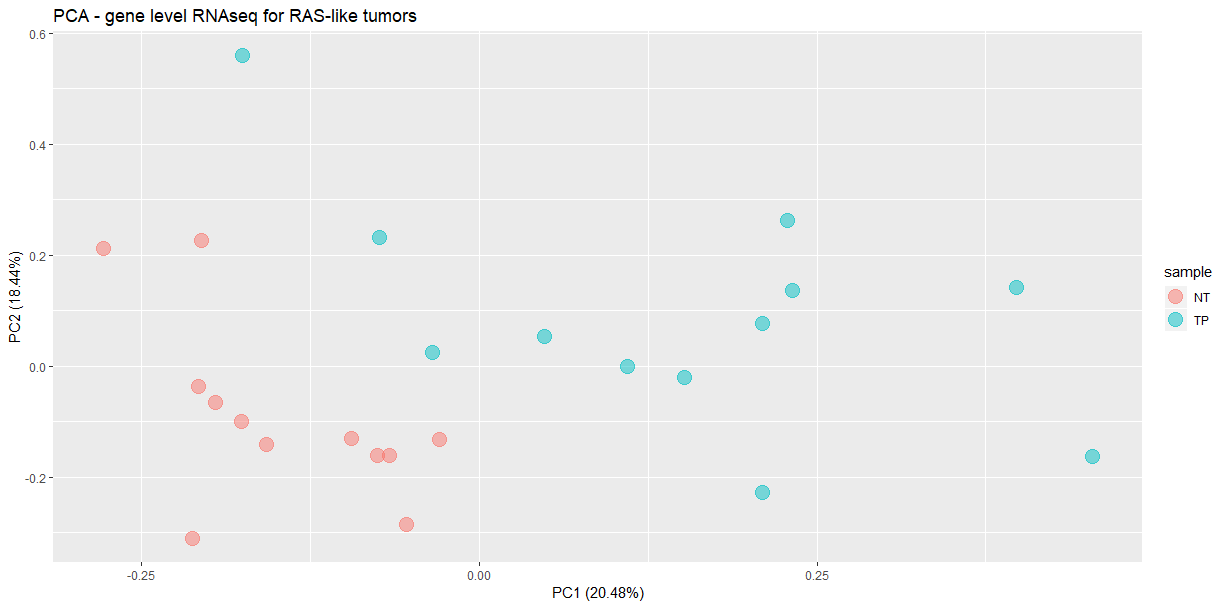 PCA - gene level RNAseq for RAS-like tumors
0.6
0.4
0.2
0.0
-0.2
PC2 (18.44%)
-0.25
0.00
0.25
PC1 (20.48%)
sample
NT
TP